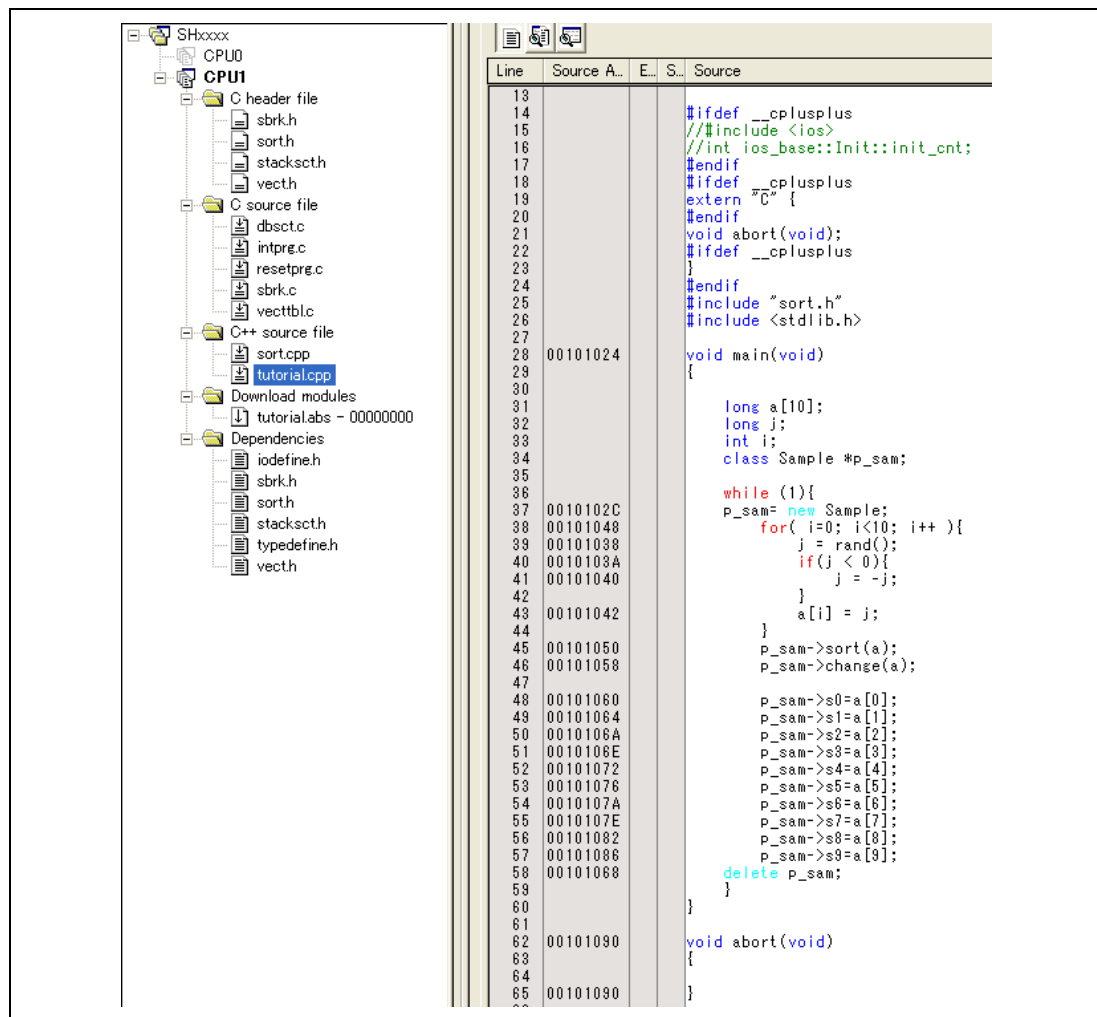 SHxxxx
CPU0
CPU1
C header file
sbrk.h
sort.h
stacksct.h
vect.h
C source file
dbsct.c
intprg.c
resetprg.c
sbrk.c
vecttbl.c
C++ source file
sort.cpp
tutorial.cpp
Download modules
tutorial.abs - 00000000
Dependencies
iodefine.h
sbrk.h
sort.h
stacksct.h
typedefine.h
vect.h
Line Source A... E... S... Source
13
14 #ifdef __cplusplus
15 //#include <ios>
16 //int ios_base::Init::init_cnt;
17 #endif
18 #ifdef __cplusplus
19 extern "C" {
20 #endif
21 void abort(void);
22 #ifdef __cplusplus
23 }
24 #endif
25 #include "sort.h"
26 #include <stdlib.h>
27
28 00101024 void main(void)
29 {
30
31 long a[10];
32 long j;
33 int i;
34 class Sample *p_sam;
35
36 while (1){
37 0010102C p_sam= new Sample;
38 00101048 for( i=0; i<10; i++ ){
39 00101038 j = rand();
40 0010103A if(j < 0){
41 00101040 j = -j;
42 }
43 00101042 a[i] = j;
44 }
45 00101050 p_sam->sort(a);
46 00101058 p_sam->change(a);
47
48 00101060 p_sam->s0=a[0];
49 00101064 p_sam->s1=a[1];
50 0010106A p_sam->s2=a[2];
51 0010106E p_sam->s3=a[3];
52 00101072 p_sam->s4=a[4];
53 00101076 p_sam->s5=a[5];
54 0010107A p_sam->s6=a[6];
55 0010107E p_sam->s7=a[7];
56 00101082 p_sam->s8=a[8];
57 00101086 p_sam->s9=a[9];
58 00101068 delete p_sam;
59 }
60 }
61
62 00101090 void abort(void)
63 {
64
65 00101090 }